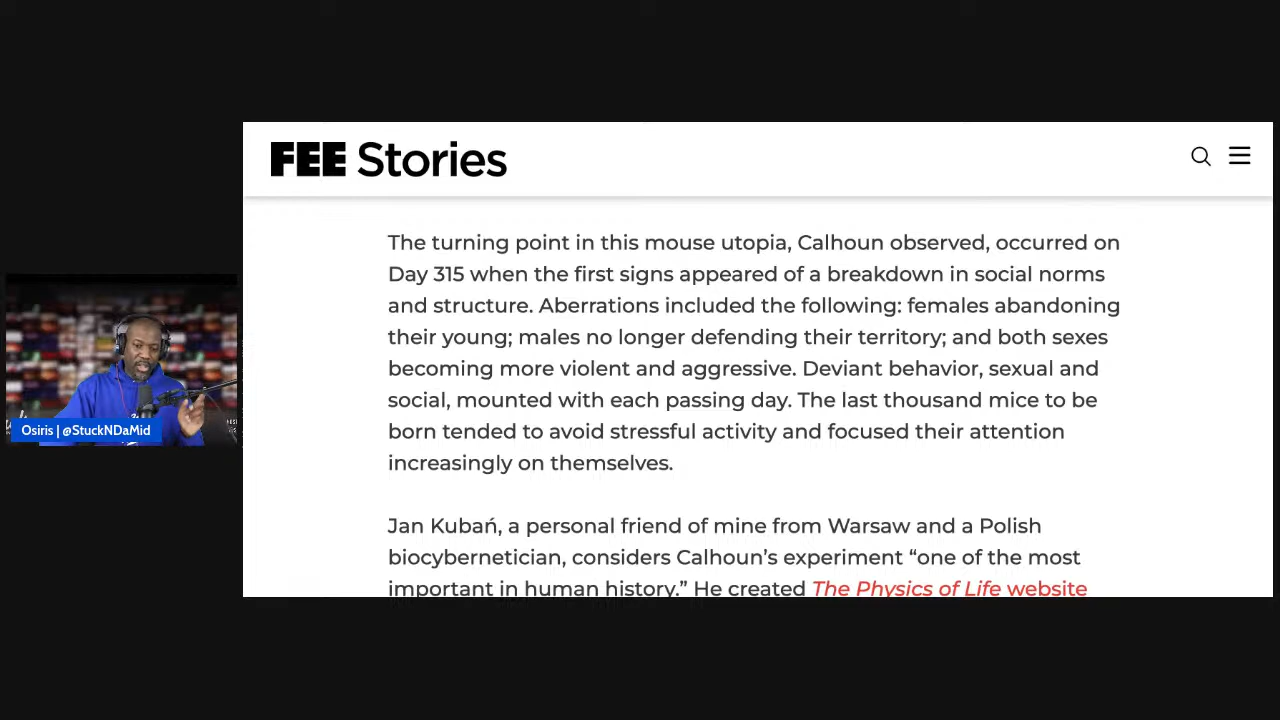 FEE Stories
The turning point in this mouse utopia, Calhoun observed, occurred on
Day 315 when the first signs appeared of a breakdown in social norms
and structure. Aberrations included the following: females abandoning
their young; males no longer defending their territory; and both sexes
becoming more violent and aggressive. Deviant behavior, sexual and
social, mounted with each passing day. The last thousand mice to be
born tended to avoid stressful activity and focused their attention
increasingly on themselves.
Jan Kubań, a personal friend of mine from Warsaw and a Polish
biocybernetician, considers Calhoun’s experiment “one of the most
important in human history.” He created The Physics of Life website
Osiris | @StuckNDaMid